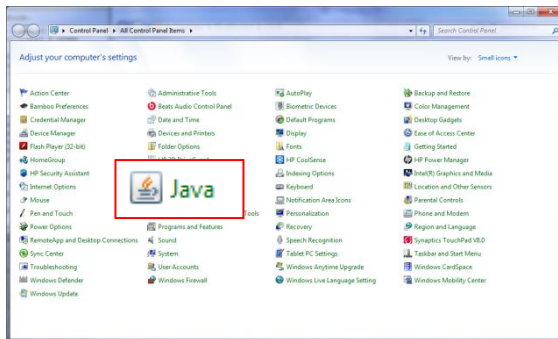 Control Panel ▸ All Control Panel Items ▸
Search Control Panel
Adjust your computer's settings
View by: Small icons
Action Center
Administrative Tools
AutoPlay
Backup and Restore
Bamboo Preferences
Beats Audio Control Panel
Biometric Devices
Color Management
Credential Manager
Date and Time
Default Programs
Desktop Gadgets
Device Manager
Devices and Printers
Display
Ease of Access Center
Flash Player (32-bit)
Folder Options
Fonts
Getting Started
HomeGroup
HP CoolSense
HP Power Manager
HP Security Assistant
Java
Indexing Options
Intel(R) Graphics and Media
Internet Options
Keyboard
Location and Other Sensors
Mouse
Notification Area Icons
Parental Controls
Pen and Touch
Tools
Personalization
Phone and Modem
Power Options
Programs and Features
Recovery
Region and Language
RemoteApp and Desktop Connections
Sound
Speech Recognition
Synaptics TouchPad V8.0
Sync Center
System
Tablet PC Settings
Taskbar and Start Menu
Troubleshooting
User Accounts
Windows Anytime Upgrade
Windows CardSpace
Windows Defender
Windows Firewall
Windows Live Language Setting
Windows Mobility Center
Windows Update